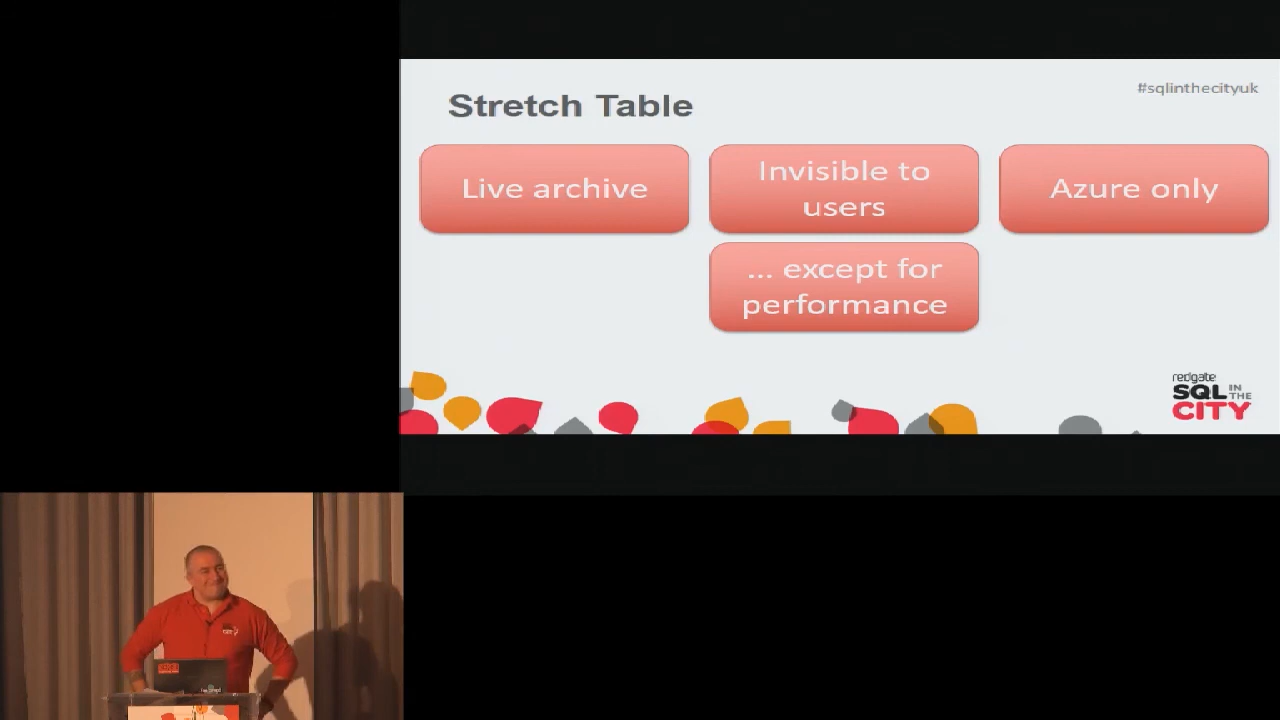 Stretch Table
#sqlinthecityuk
Live archive
Invisible to
users
Azure only
... except for
performance
redgate
SQL IN
THE
CITY